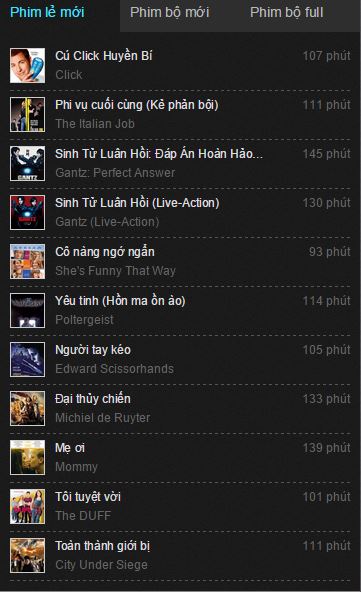 Phim lẻ mới Phim bộ mới Phim bộ full
Cú Click Huyền Bí 107 phút
Click
Phi vụ cuối cùng (Kẻ phản bội) 111 phút
The Italian Job
Sinh Tử Luân Hồi: Đáp Án Hoàn Hảo... 145 phút
Gantz: Perfect Answer
Sinh Tử Luân Hồi (Live-Action) 130 phút
Gantz (Live-Action)
Cô nàng ngớ ngẩn 93 phút
She's Funny That Way
Yêu tinh (Hồn ma ồn ào) 114 phút
Poltergeist
Người tay kéo 105 phút
Edward Scissorhands
Đại thủy chiến 133 phút
Michiel de Ruyter
Mẹ ơi 139 phút
Mommy
Tôi tuyệt vời 101 phút
The DUFF
Toàn thành giới bị 111 phút
City Under Siege
GANTZ
GANTZ